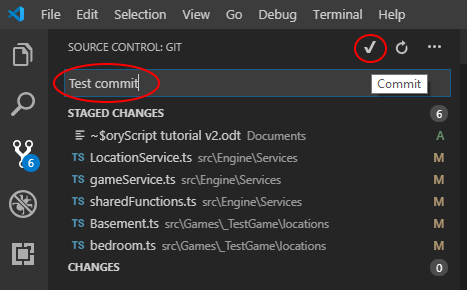 File Edit Selection View Go Debug Terminal Help
SOURCE CONTROL: GIT
Test commit
Commit
STAGED CHANGES 6
~$oryScript tutorial v2.odt Documents A
TS LocationService.ts src\Engine\Services M
TS gameService.ts src\Engine\Services M
6
TS sharedFunctions.ts src\Engine\Services M
TS Basement.ts src\Games\_TestGame\locations M
TS bedroom.ts src\Games\_TestGame\locations M
CHANGES 0